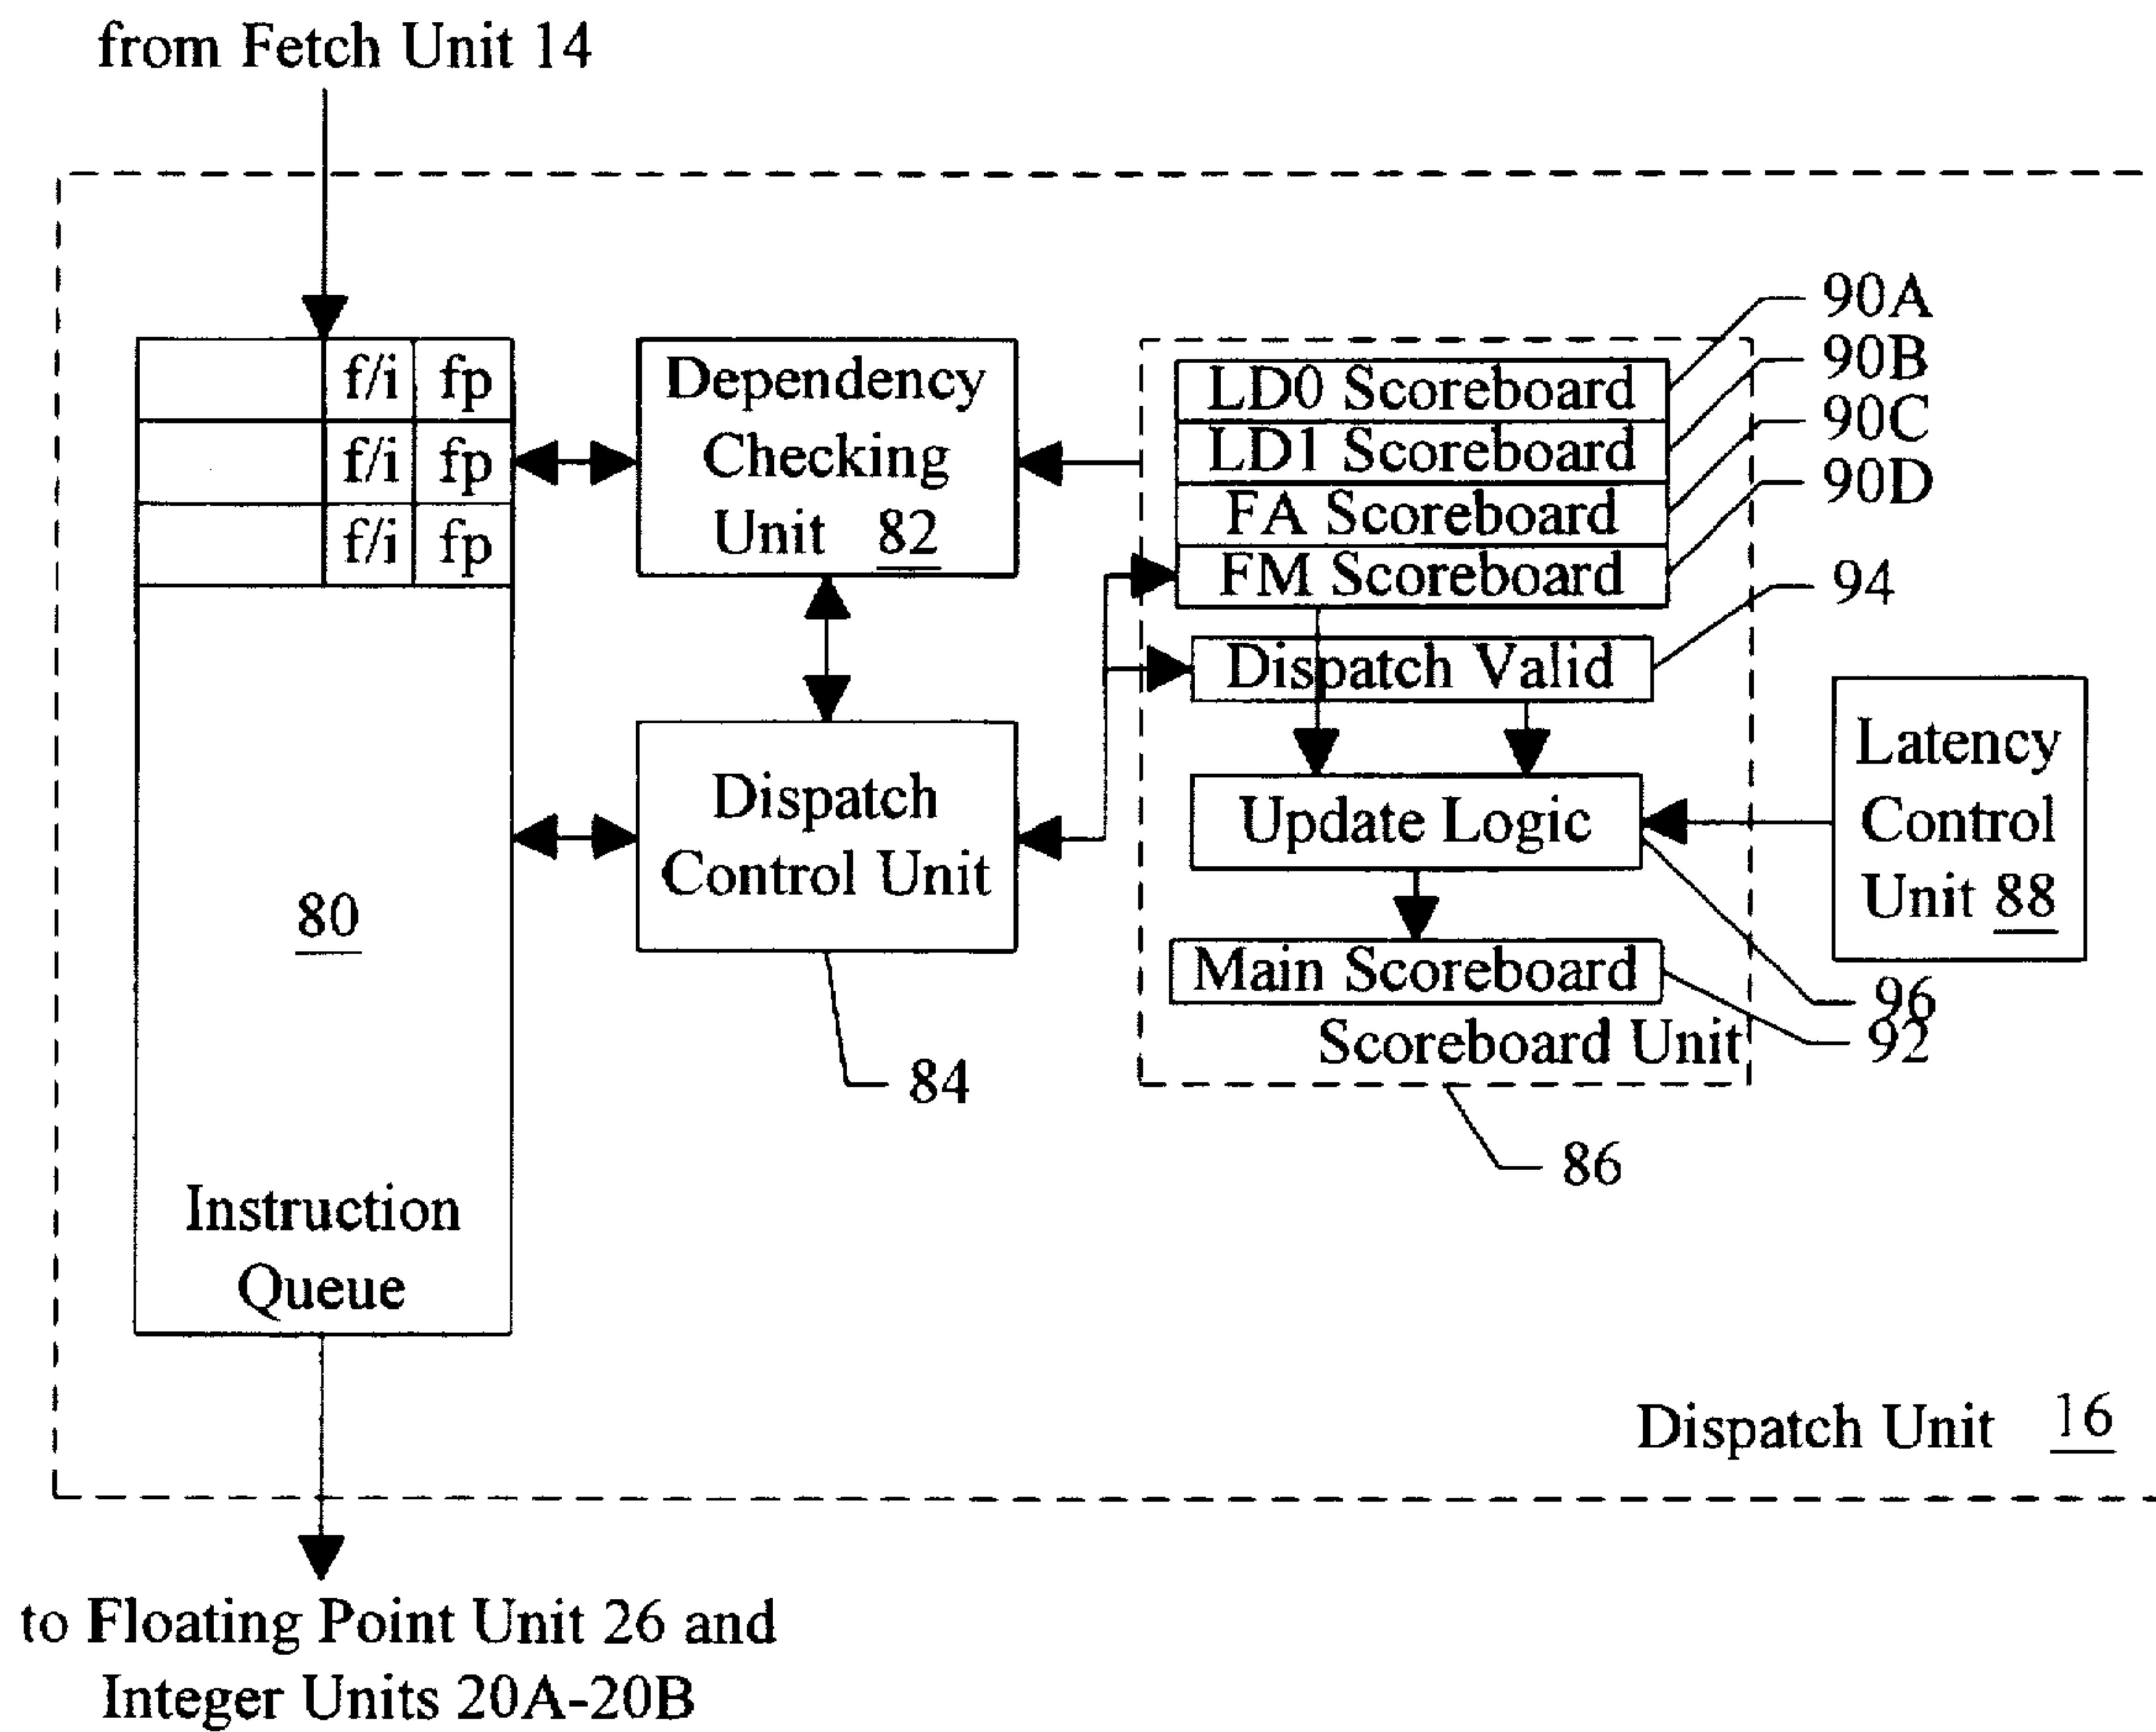 from Fetch Unit 14
f/i fp
f/i fp
f/i fp
80
Instruction
Queue
Dependency
Checking
Unit 82
Dispatch
Control Unit
84
LD0 Scoreboard
LD1 Scoreboard
FA Scoreboard
FM Scoreboard
Dispatch Valid
Update Logic
Main Scoreboard
Scoreboard Unit
86
90A
90B
90C
90D
94
Latency
Control
Unit 88
96
92
Dispatch Unit 16
to Floating Point Unit 26 and
Integer Units 20A-20B